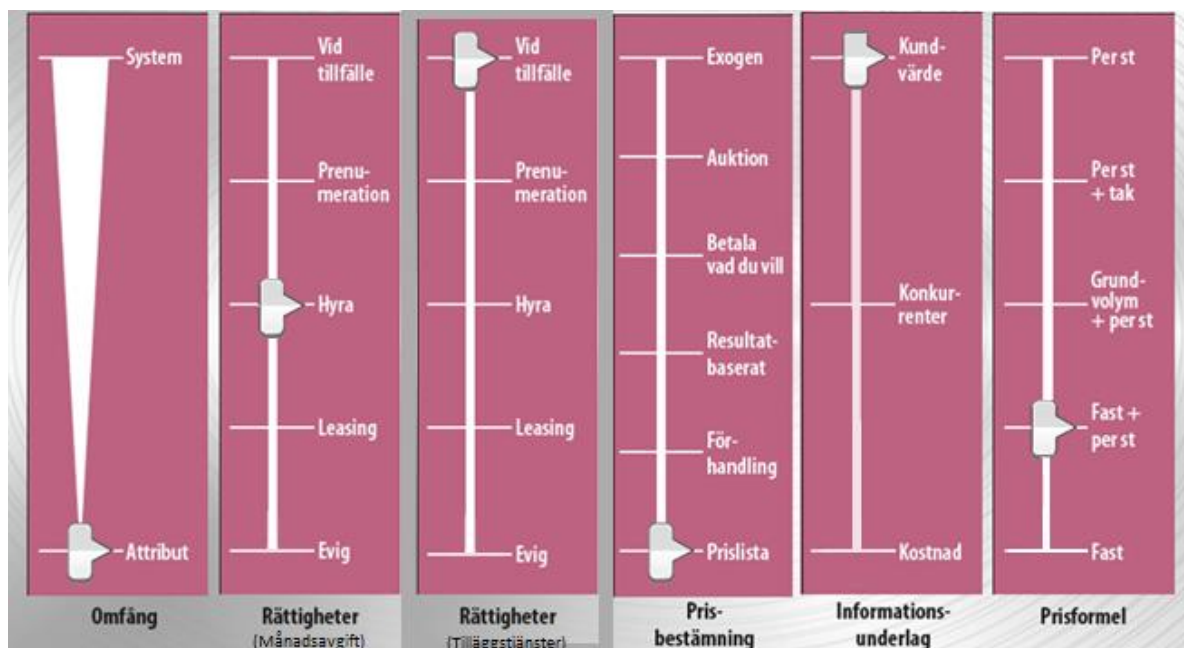 System
Attribut
Omfång
Vid
tillfälle
Prenu-
meration
Hyra
Leasing
Evig
Rättigheter
(Månadsavgift)
Vid
tillfälle
Prenu-
meration
Hyra
Leasing
Evig
Rättigheter
(Tilläggstjänster)
Exogen
Auktion
Betala
vad du vill
Resultat-
baserat
För-
handling
Prislista
Pris-
bestämning
Kund-
värde
Konkur-
renter
Kostnad
Informations-
underlag
Per st
Per st
+ tak
Grund-
volym
+ per st
Fast +
per st
Fast
Prisformel